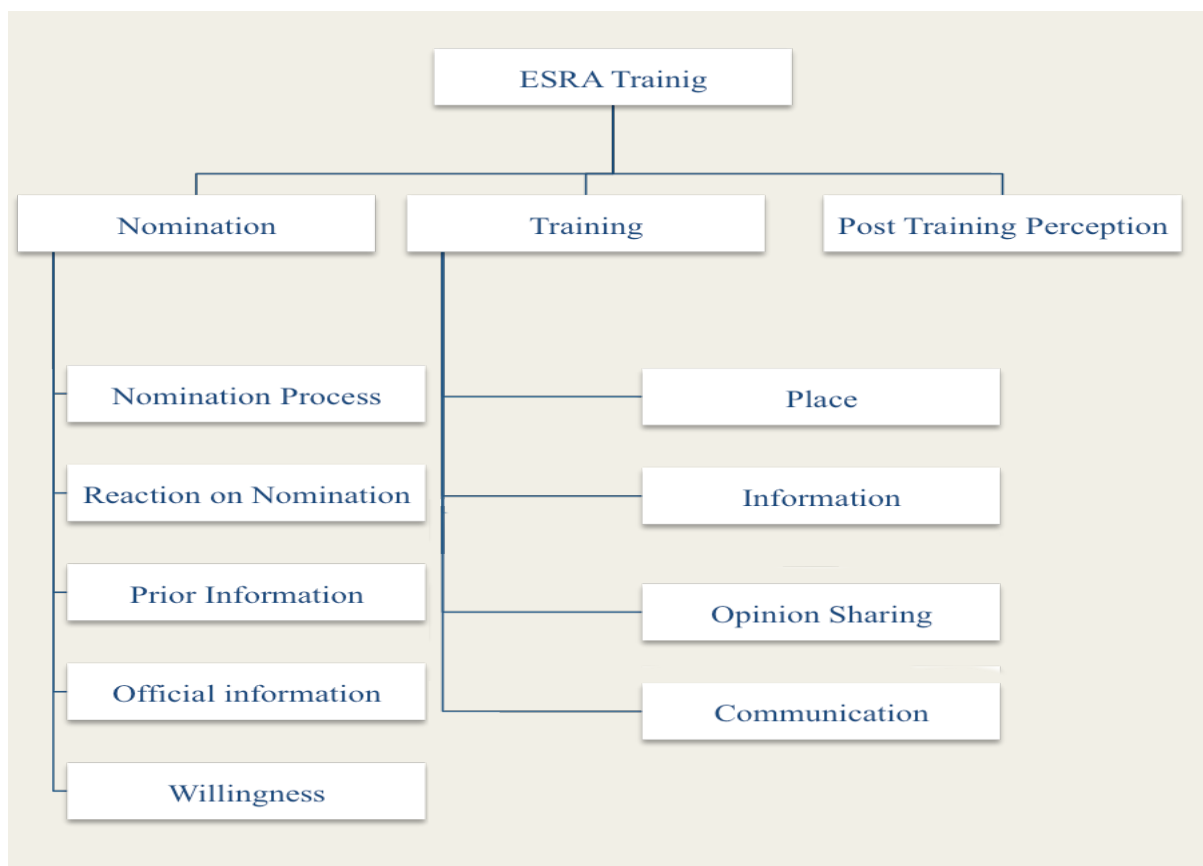 ESRA Trainig
Nomination
Training
Post Training Perception
Nomination Process
Reaction on Nomination
Prior Information
Official information
Willingness
Place
Information
Opinion Sharing
Communication